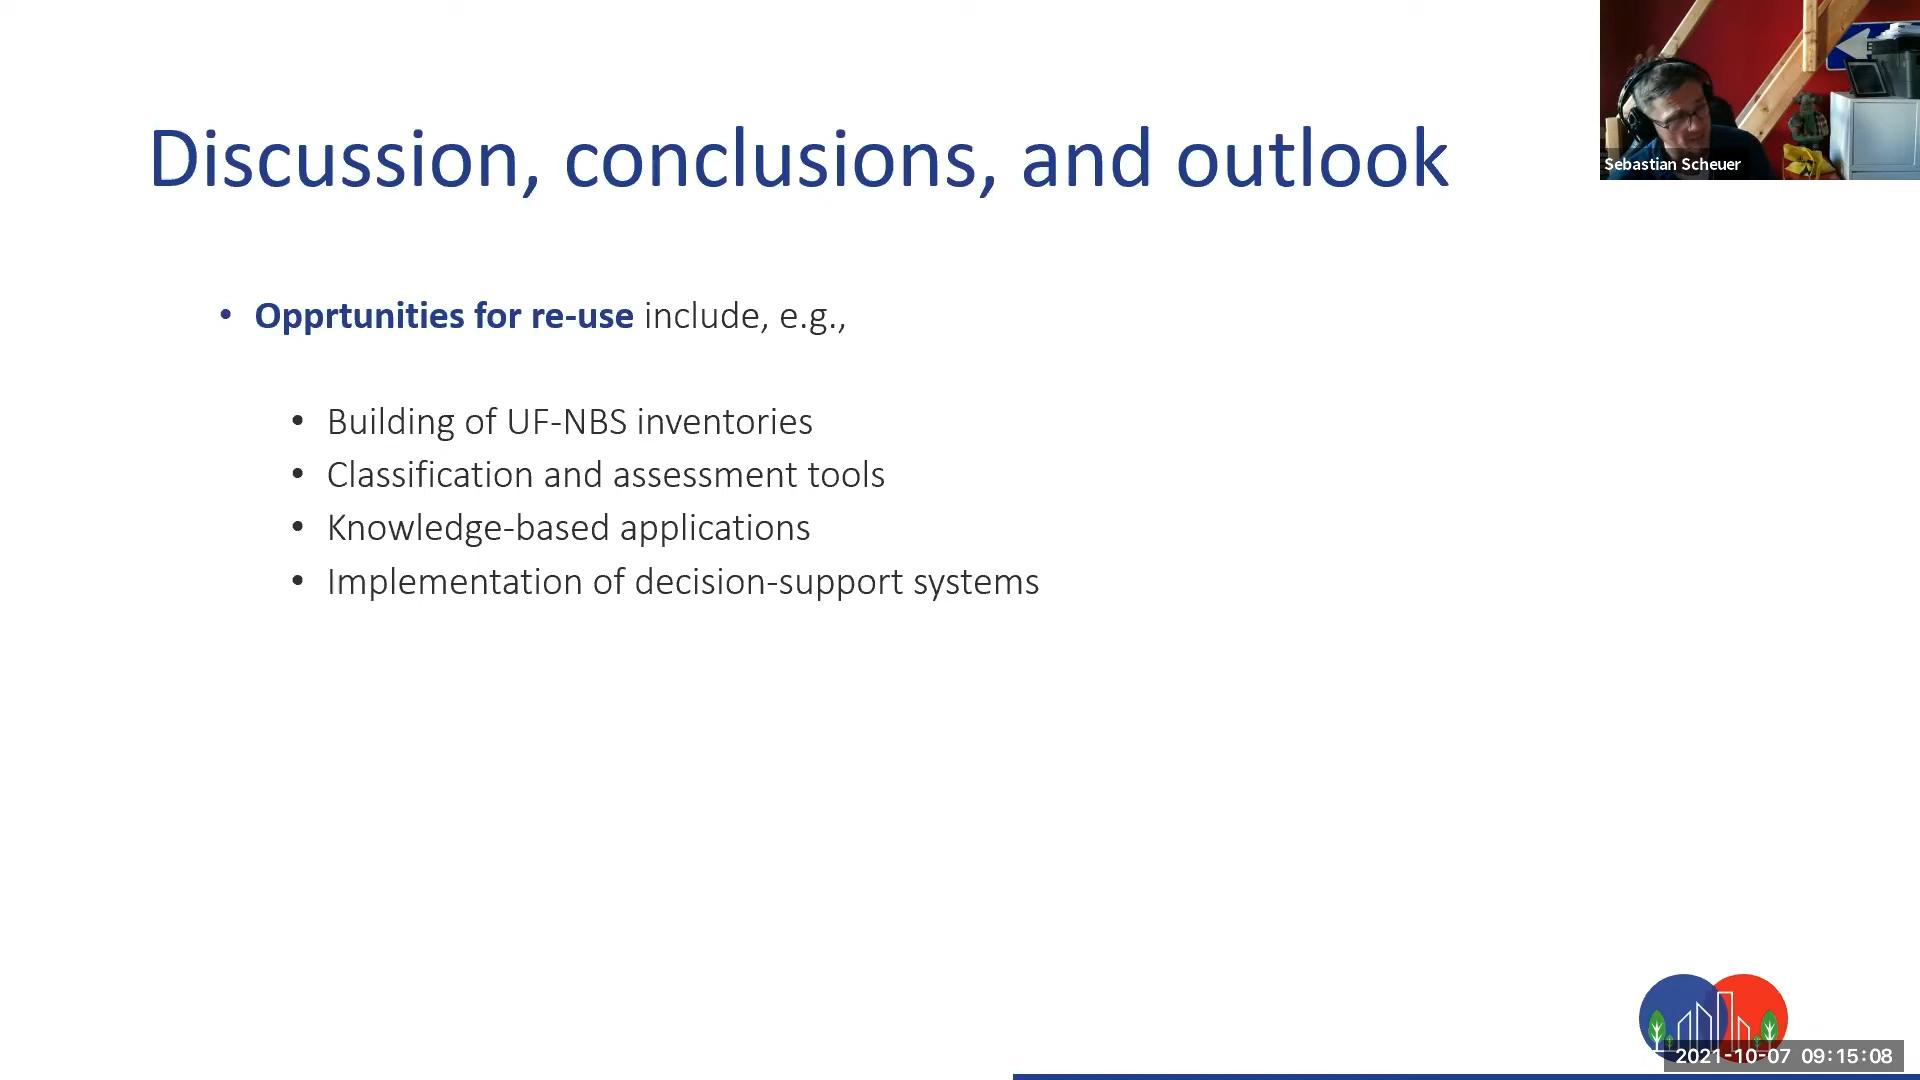 Discussion, conclusions, and outlook
Sebastian Scheuer
• Opprtunities for re-use include, e.g.,
• Building of UF-NBS inventories
• Classification and assessment tools
• Knowledge-based applications
• Implementation of decision-support systems
2021-10-07 09:15:08